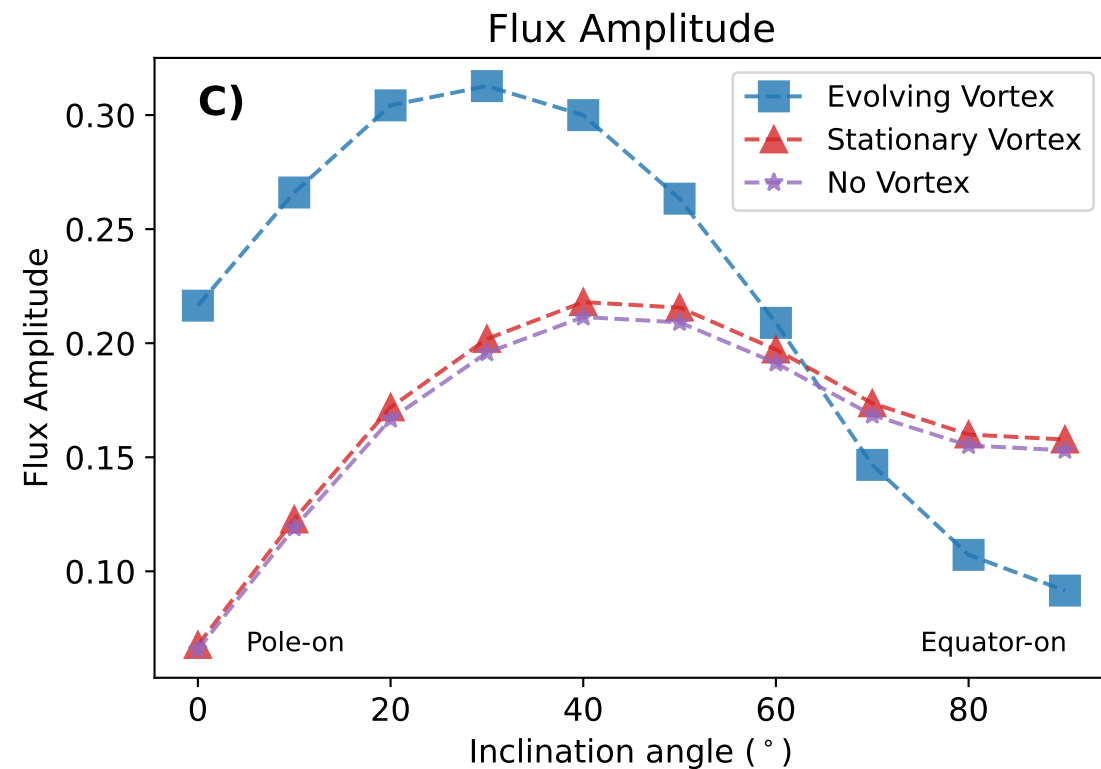 Flux Amplitude
C)
Evolving Vortex
Stationary Vortex
No Vortex
Flux Amplitude
0.30
0.25
0.20
0.15
0.10
Pole-on
Equator-on
0 20 40 60 80
Inclination angle (°)